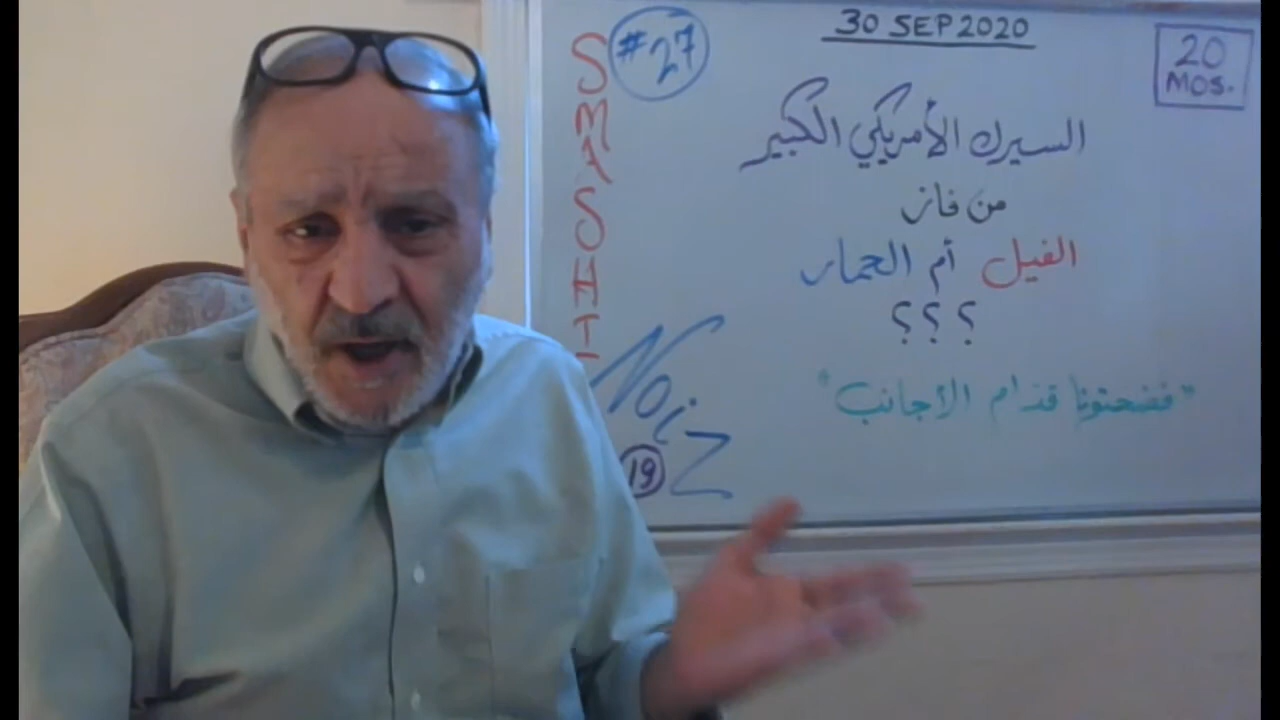 30 SEP 2020
#27
20
MOS.
السيرك الأمريكي الكبير
من فاز
الفيل أم الحمار
؟ ؟ ؟
"فضحتونا قدام الأجانب"
SMASHT
NoiZ
19